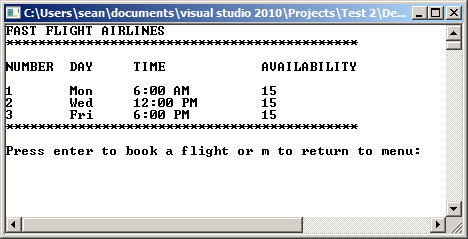 C:\Users\sean\documents\visual studio 2010\Projects\Test 2\De...
FAST FLIGHT AIRLINES
********************************************
NUMBER DAY TIME AVAILABILITY
1 Mon 6:00 AM 15
2 Wed 12:00 PM 15
3 Fri 6:00 PM 15
********************************************
Press enter to book a flight or m to return to menu: